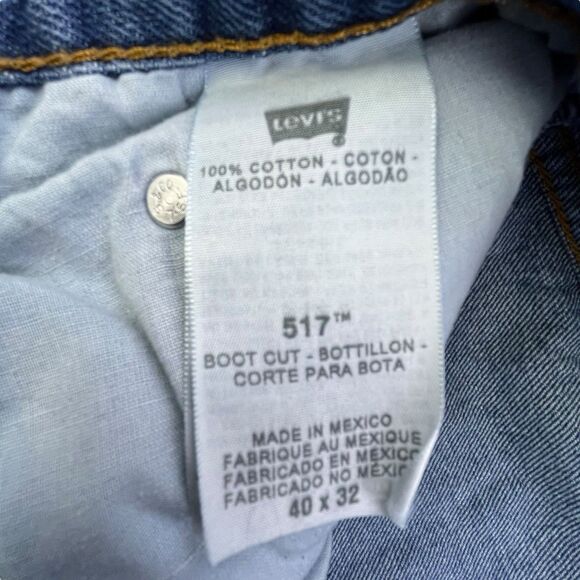 Levi's
®
100% COTTON - COTON -
ALGODÓN - ALGODÃO
517™
BOOT CUT - BOTTILLON -
CORTE PARA BOTA
MADE IN MEXICO
FABRIQUE AU MEXIQUE
FABRICADO EN MEXICO
FABRICADO NO MÉXIC
40 x 32